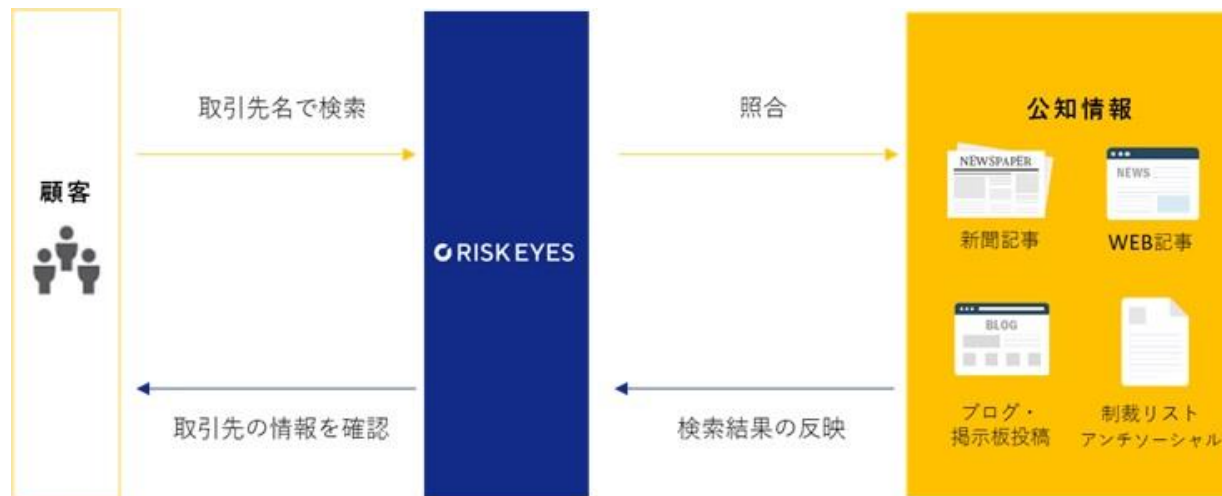 顧客
取引先名で検索
取引先の情報を確認
RISKEYES
照合
検索結果の反映
公知情報
NEWSPAPER
新聞記事
NEWS
WEB記事
BLOG
ブログ・
掲示板投稿
制裁リスト
アンチソーシャル